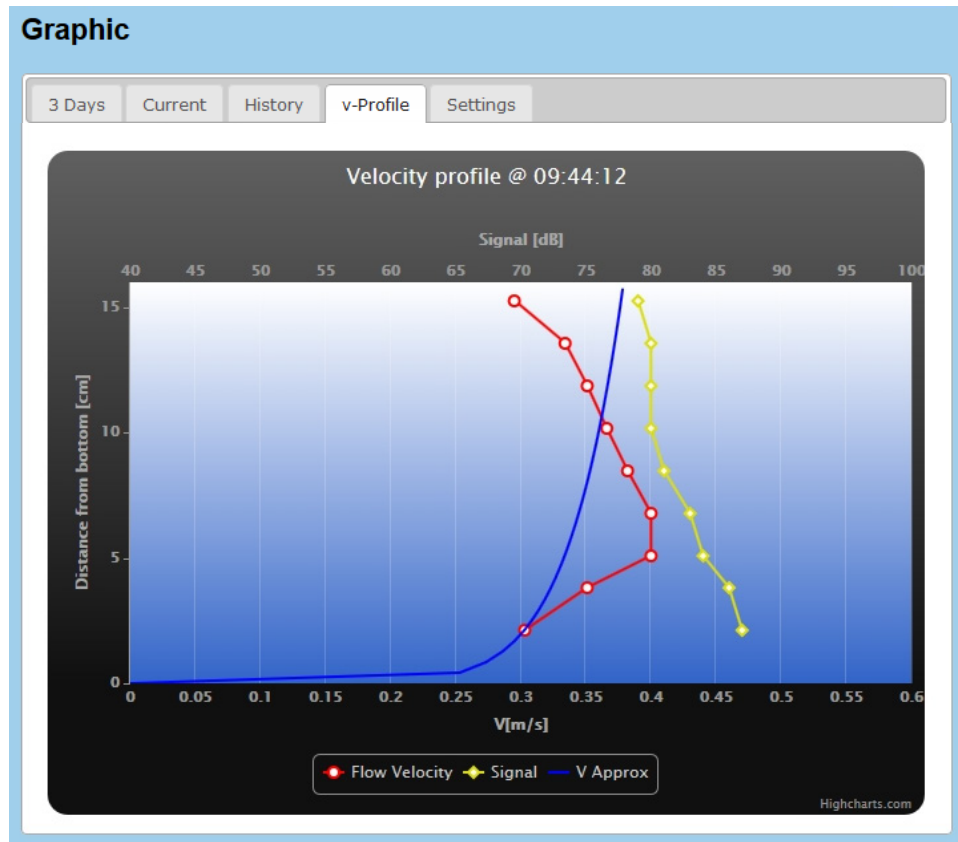 Graphic
3 Days Current History v-Profile Settings
Velocity profile @ 09:44:12
Signal [dB]
40 45 50 55 60 65 70 75 80 85 90 95 100
Distance from bottom [cm]
15
10
5
0
0 0.05 0.1 0.15 0.2 0.25 0.3 0.35 0.4 0.45 0.5 0.55 0.6
V[m/s]
Flow Velocity Signal V Approx
Highcharts.com